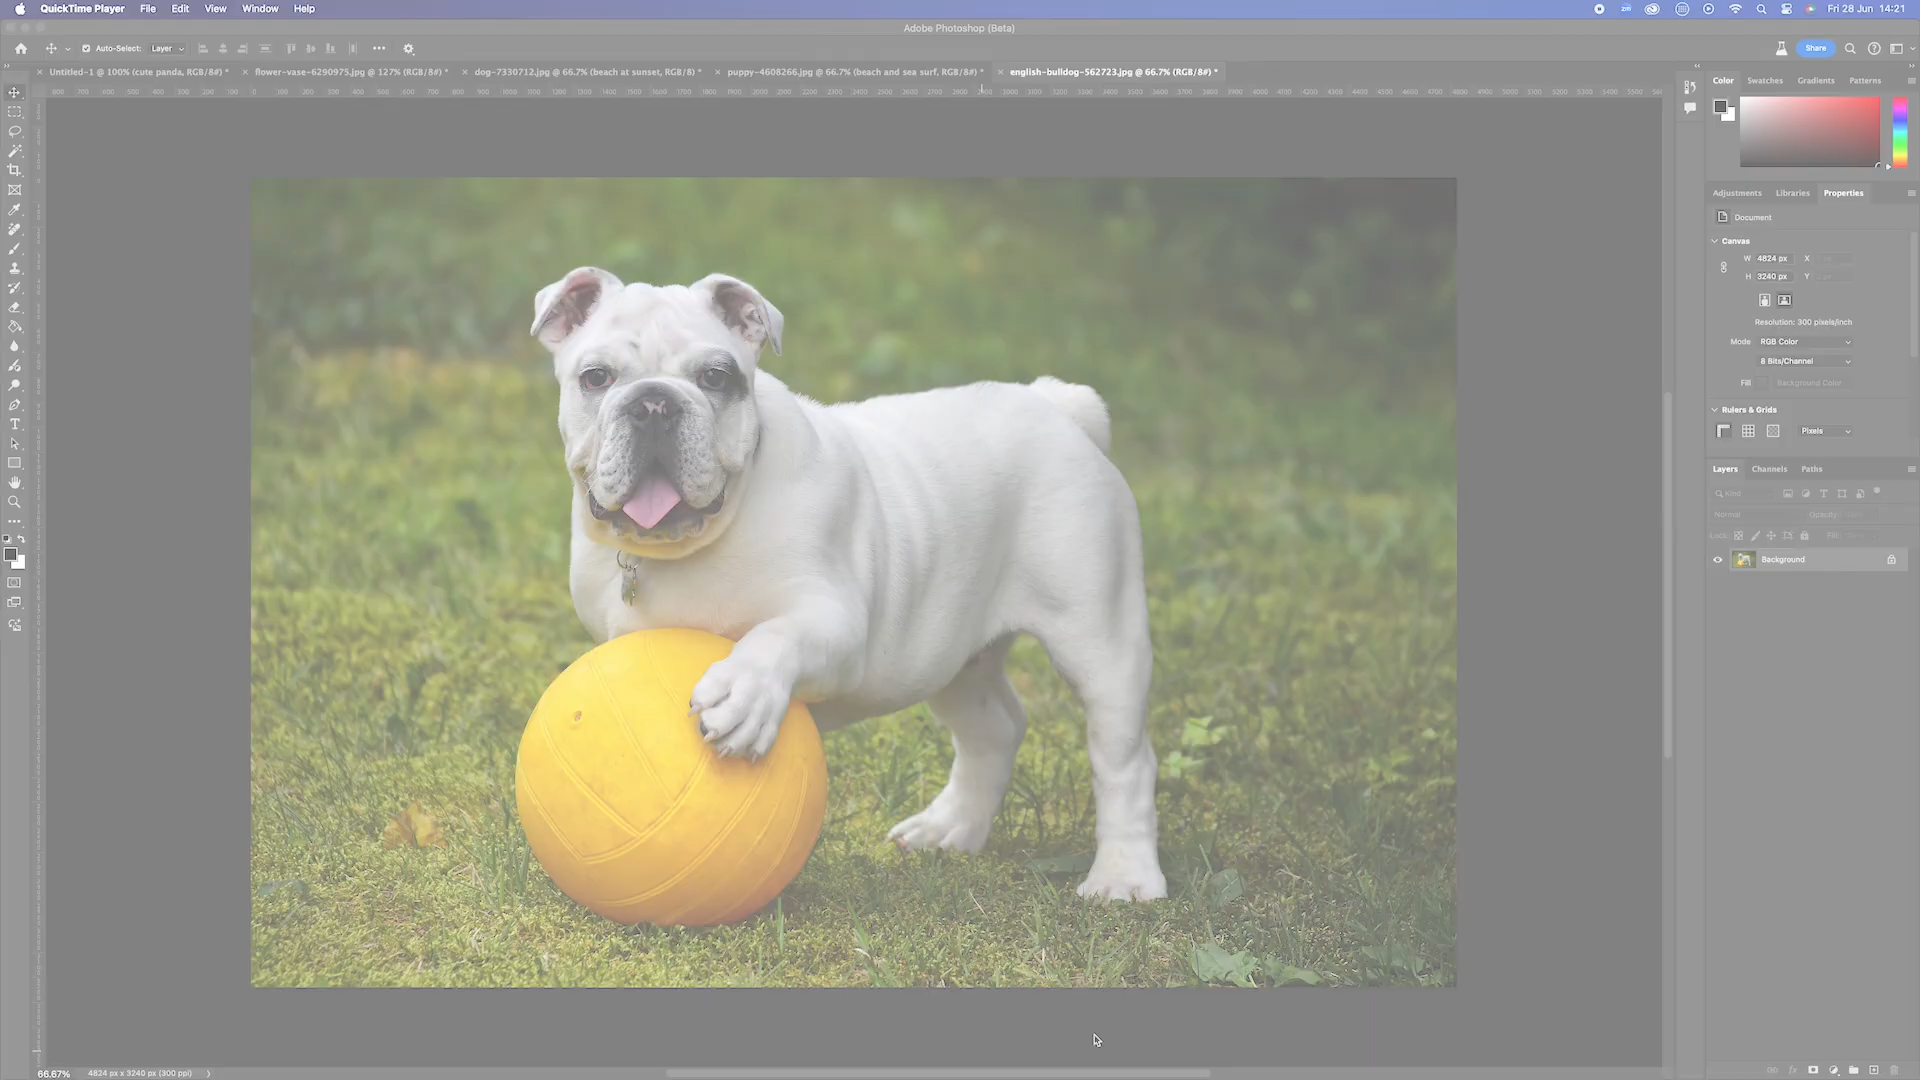 QuickTime Player File Edit View Window Help Fri 28 Jun 14:21
Adobe Photoshop (Beta)
Auto-Select: Layer Share
Untitled-1 @ 100% (cute panda, RGB/8#) * flower-vase-6290975.jpg @ 127% (RGB/8#) * dog-7330712.jpg @ 66.7% (beach at sunset, RGB/8) * puppy-4608266.jpg @ 66.7% (beach and sea surf, RGB/8#) * english-bulldog-562723.jpg @ 66.7% (RGB/8#) *
Color Swatches Gradients Patterns
Adjustments Libraries Properties
Document
Canvas
W 4824 px X
H 3240 px Y
Resolution: 300 pixels/inch
Mode RGB Color
8 Bits/Channel
Fill Background Color
Rulers & Grids
Pixels
Layers Channels Paths
Kind
Normal Opacity:
Lock: Fill:
Background
66.67% 4824 px x 3240 px (300 ppi)